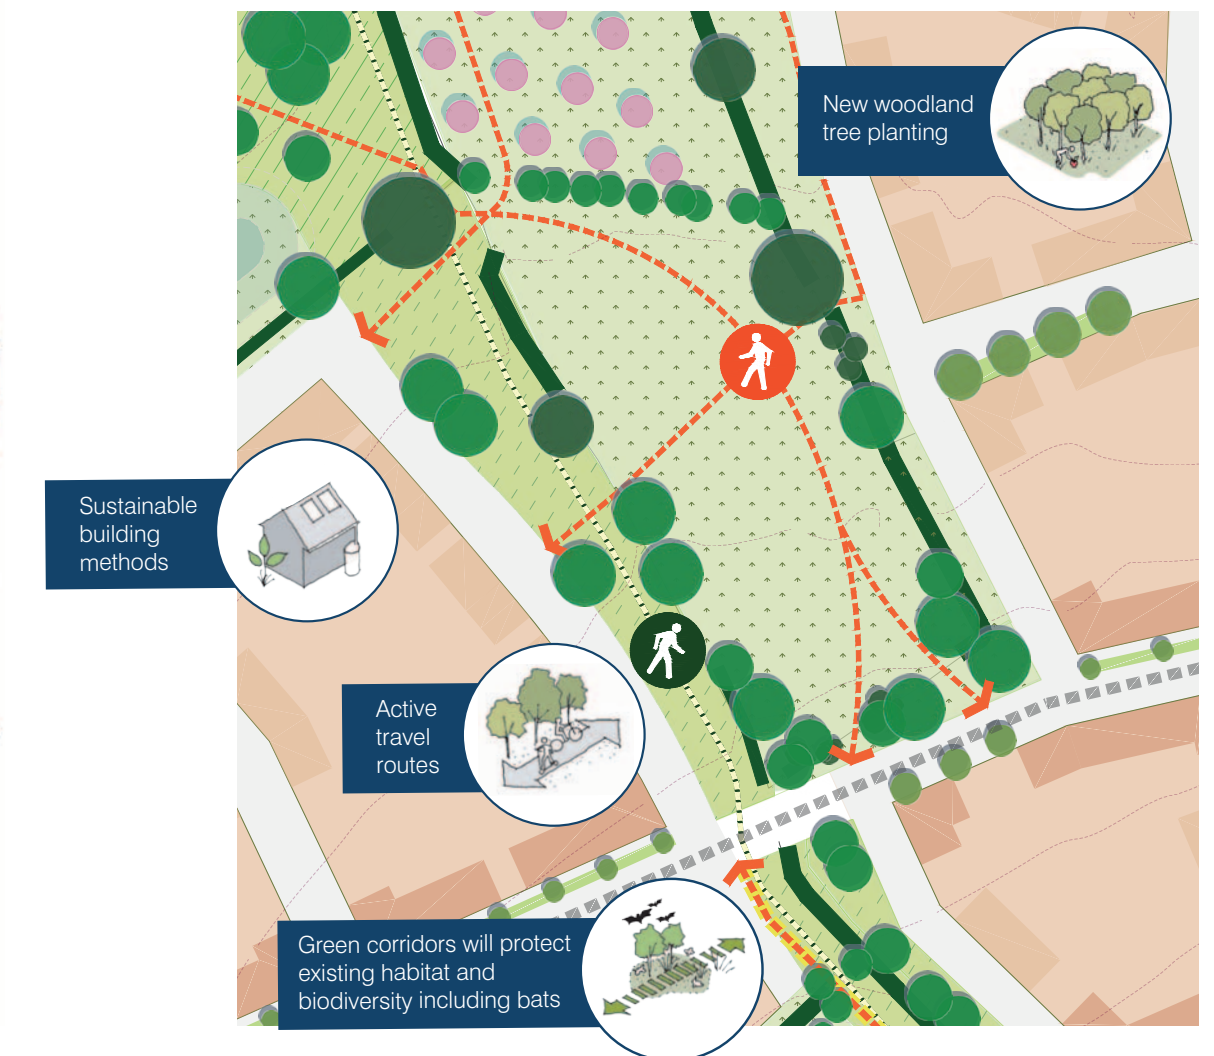 New woodland
tree planting
Sustainable
building
methods
Active
travel
routes
Green corridors will protect
existing habitat and
biodiversity including bats